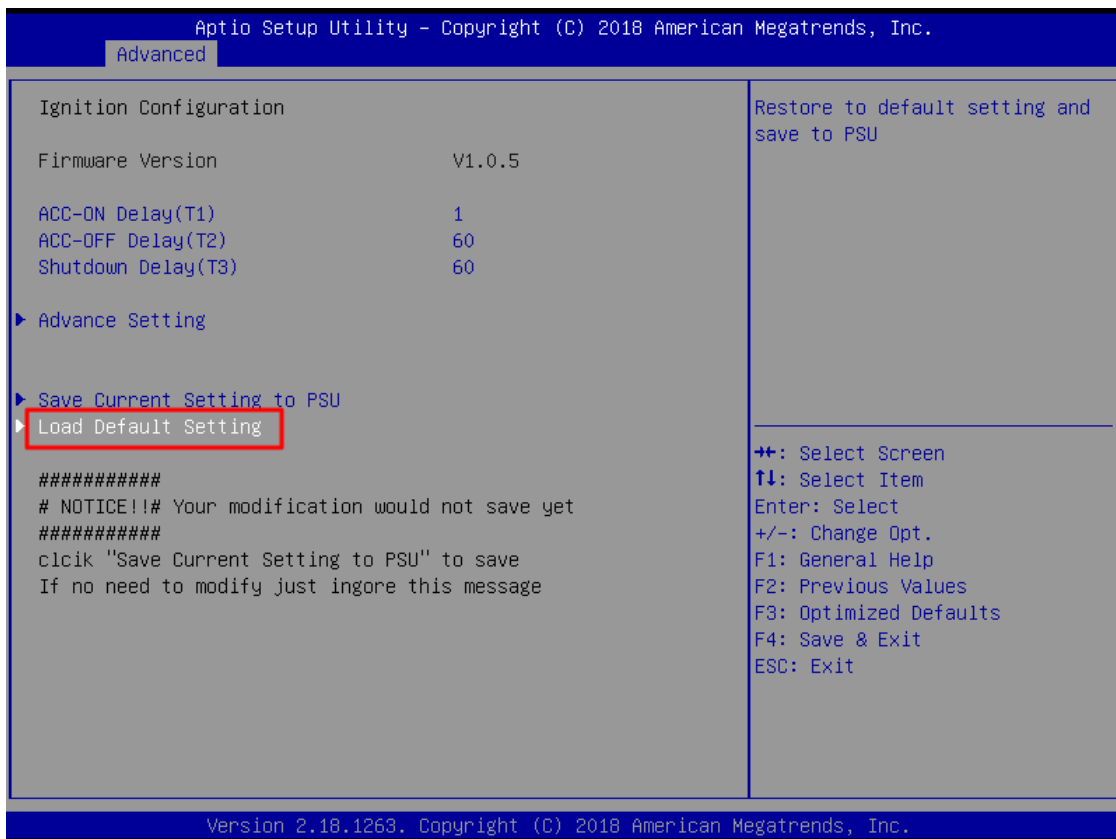 Aptio Setup Utility – Copyright (C) 2018 American Megatrends, Inc.
Advanced
Ignition Configuration
Firmware Version V1.0.5
ACC-ON Delay(T1) 1
ACC-OFF Delay(T2) 60
Shutdown Delay(T3) 60
Advance Setting
Save Current Setting to PSU
Load Default Setting
###########
# NOTICE!!# Your modification would not save yet
###########
clcik "Save Current Setting to PSU" to save
If no need to modify just ingore this message
Restore to default setting and
save to PSU
→←: Select Screen
↑↓: Select Item
Enter: Select
+/-: Change Opt.
F1: General Help
F2: Previous Values
F3: Optimized Defaults
F4: Save & Exit
ESC: Exit
Version 2.18.1263. Copyright (C) 2018 American Megatrends, Inc.